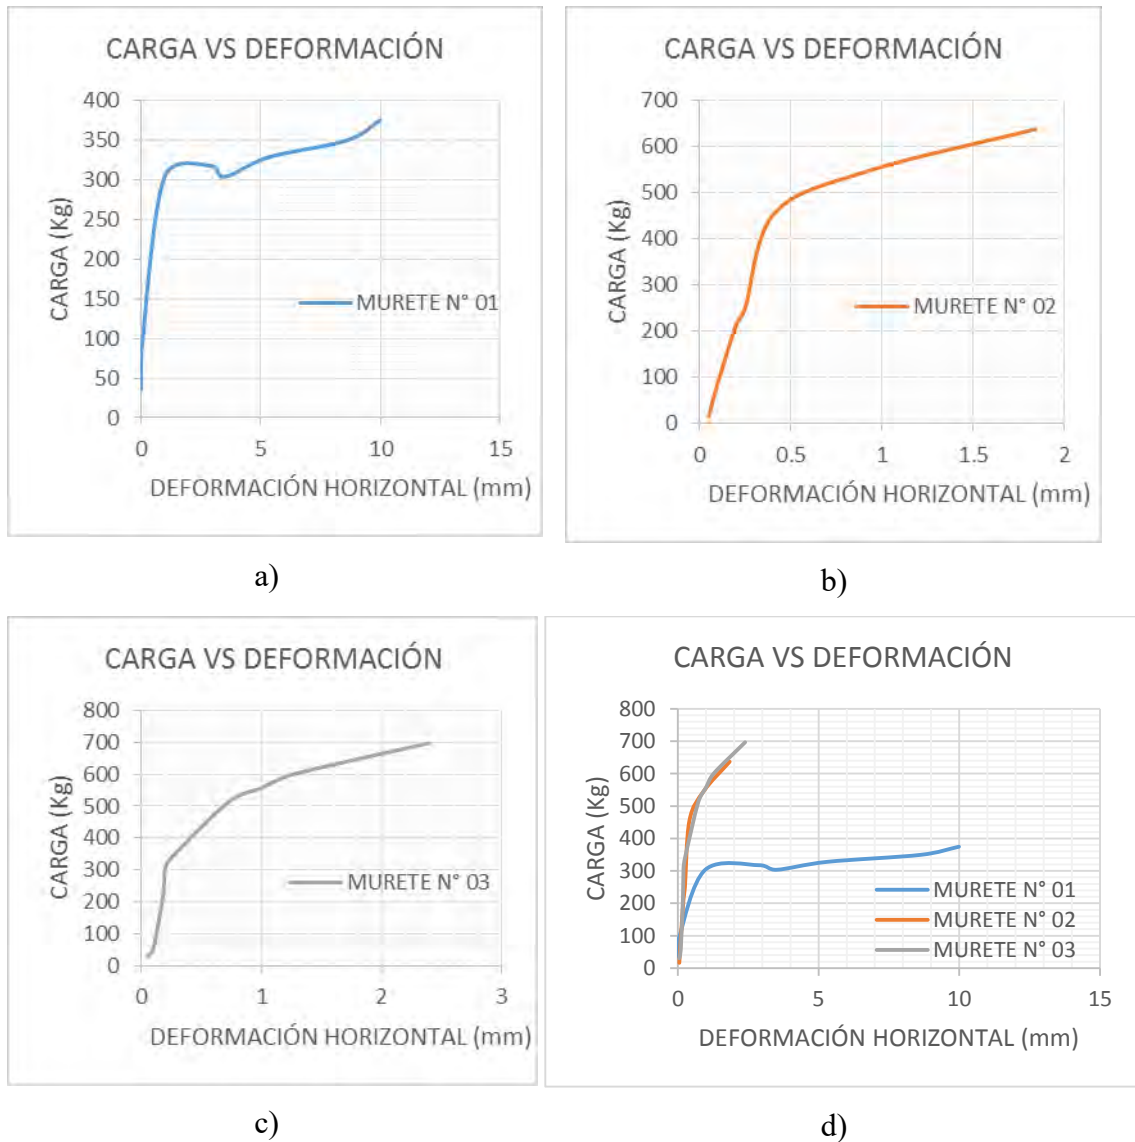 CARGA VS DEFORMACIÓN
400
350
300
250
200
150
100
50
0
CARGA (Kg)
MURETE N° 01
0 5 10 15
DEFORMACIÓN HORIZONTAL (mm)
a)
CARGA VS DEFORMACIÓN
700
600
500
400
300
200
100
0
CARGA (Kg)
MURETE N° 02
0 0.5 1 1.5 2
DEFORMACIÓN HORIZONTAL (mm)
b)
CARGA VS DEFORMACIÓN
800
700
600
500
400
300
200
100
0
CARGA (Kg)
MURETE N° 03
0 1 2 3
DEFORMACIÓN HORIZONTAL (mm)
c)
CARGA VS DEFORMACIÓN
800
700
600
500
400
300
200
100
0
CARGA (Kg)
MURETE N° 01
MURETE N° 02
MURETE N° 03
0 5 10 15
DEFORMACIÓN HORIZONTAL (mm)
d)